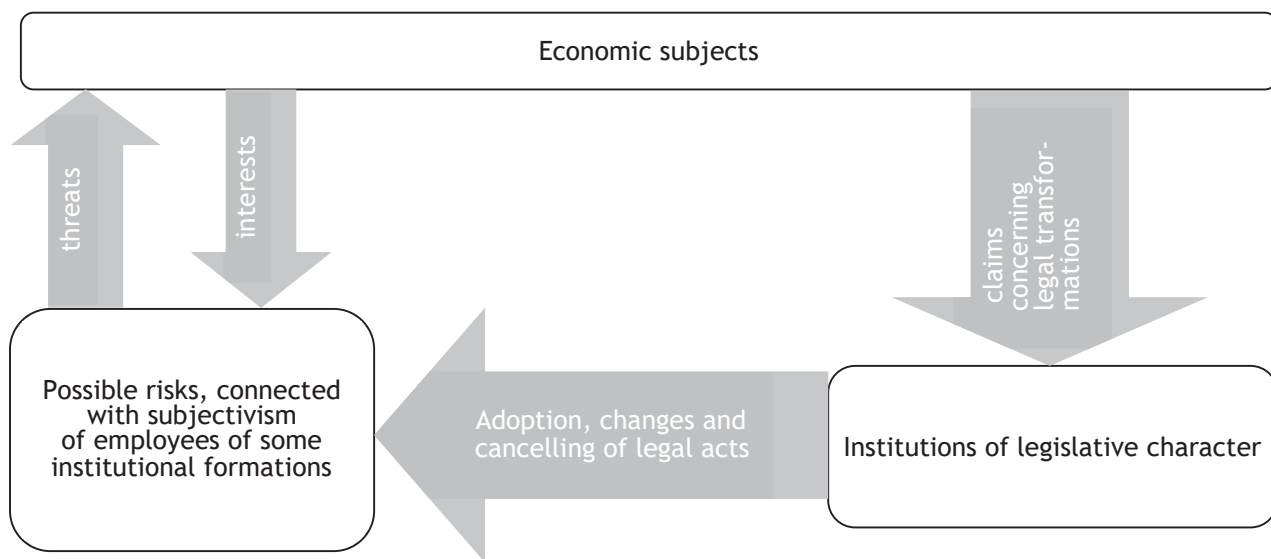 Economic subjects
threats
interests
claims
concerning
legal transfor-
mations
Possible risks, connected
with subjectivism
of employees of some
institutional formations
Adoption, changes and
cancelling of legal acts
Institutions of legislative character